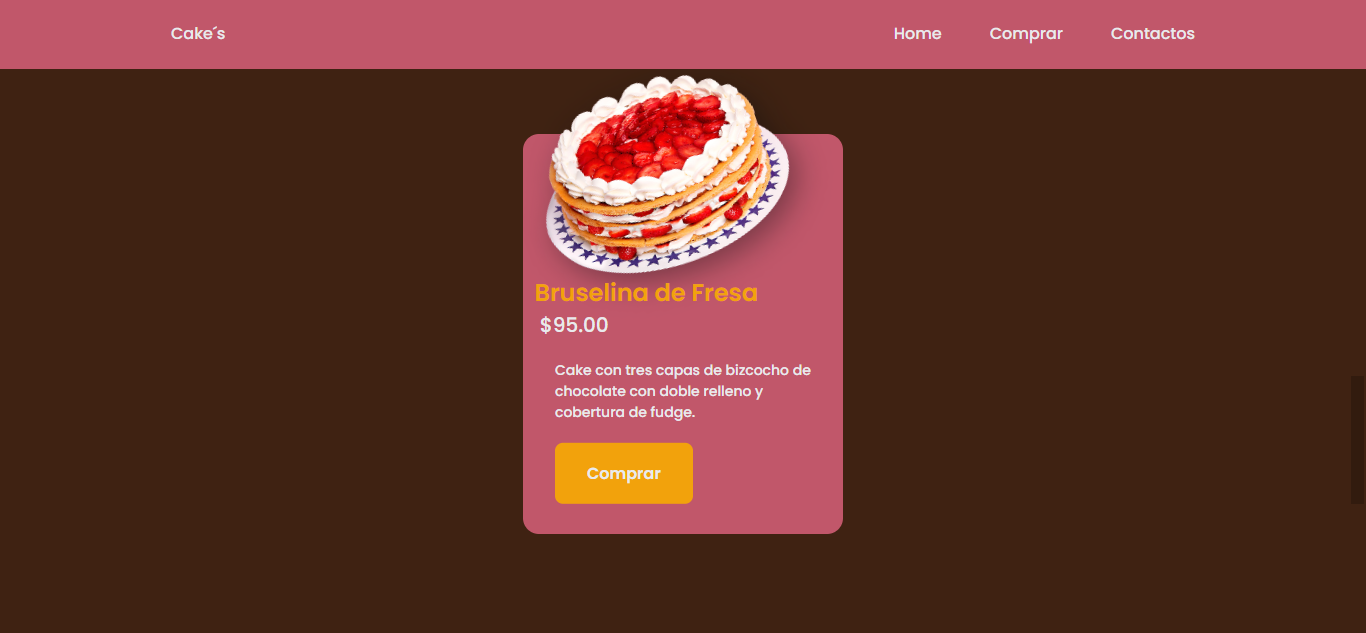 Cake´s
Home
Comprar
Contactos
Bruselina de Fresa
$95.00
Cake con tres capas de bizcocho de
chocolate con doble relleno y
cobertura de fudge.
Comprar